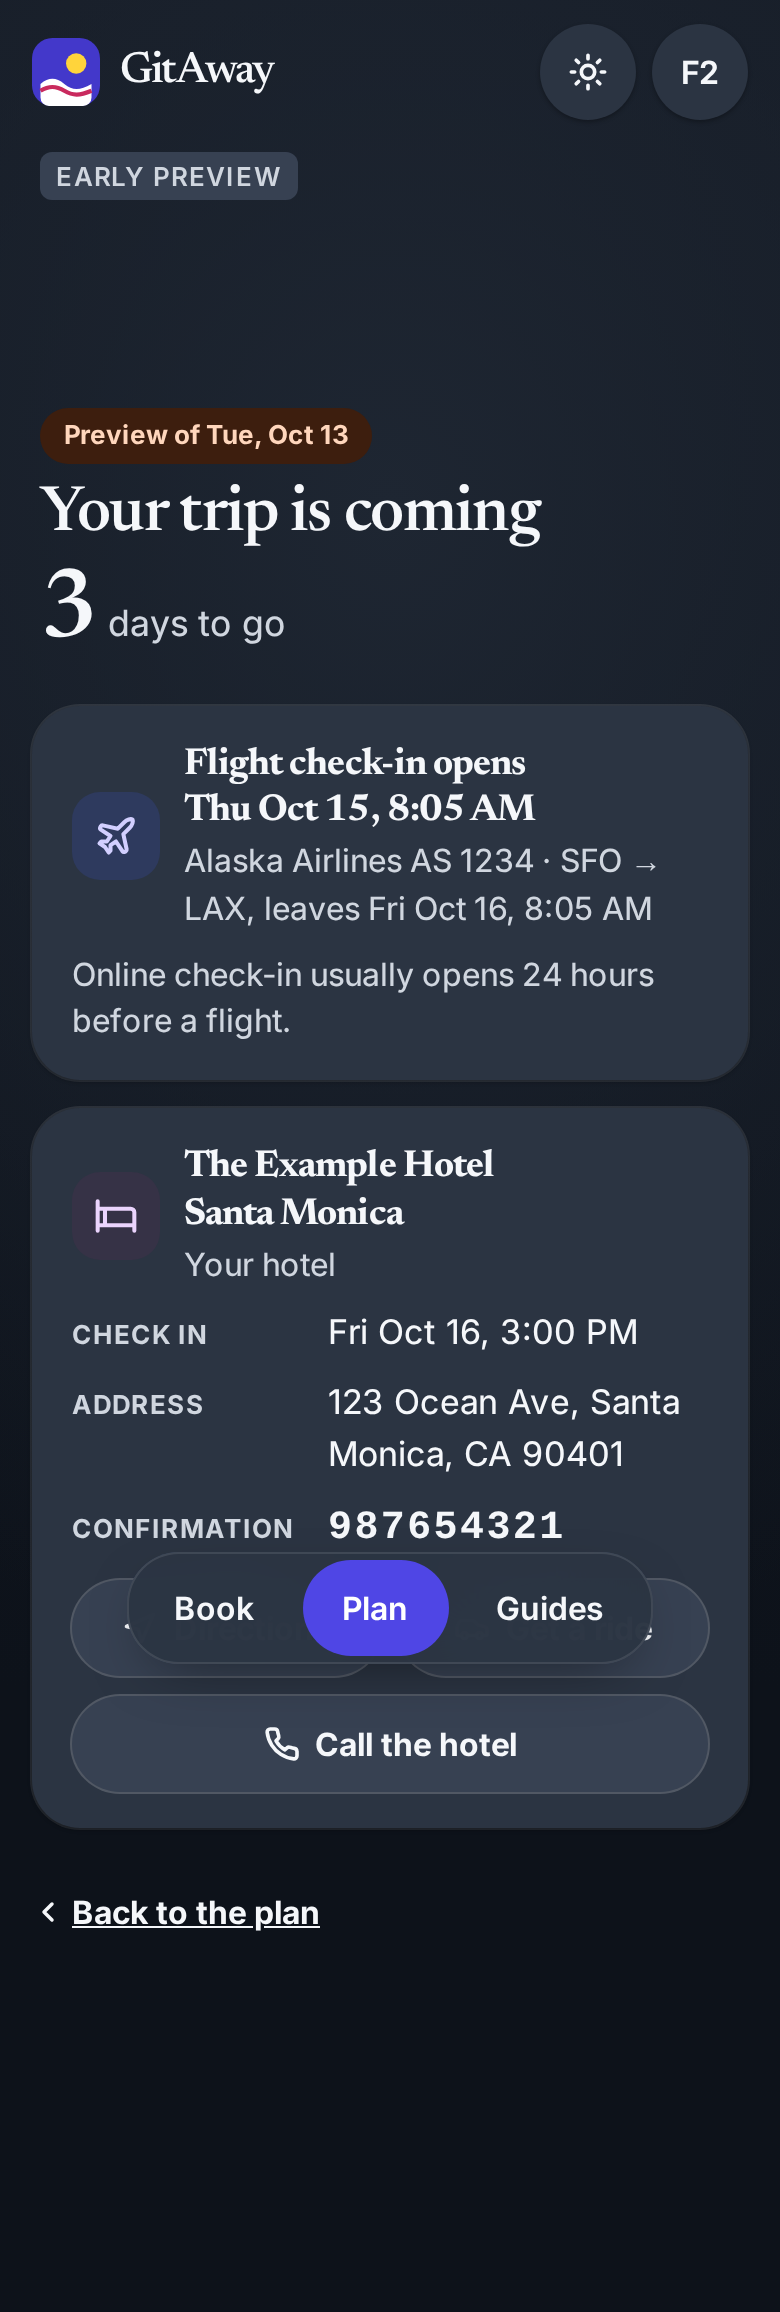 GitAway
F2
EARLY PREVIEW
Preview of Tue, Oct 13
Your trip is coming
3 days to go
Flight check-in opens
Thu Oct 15, 8:05 AM
Alaska Airlines AS 1234 · SFO →
LAX, leaves Fri Oct 16, 8:05 AM
Online check-in usually opens 24 hours
before a flight.
The Example Hotel
Santa Monica
Your hotel
CHECK IN Fri Oct 16, 3:00 PM
ADDRESS 123 Ocean Ave, Santa
Monica, CA 90401
CONFIRMATION 987654321
Book Plan Guides
Call the hotel
Back to the plan